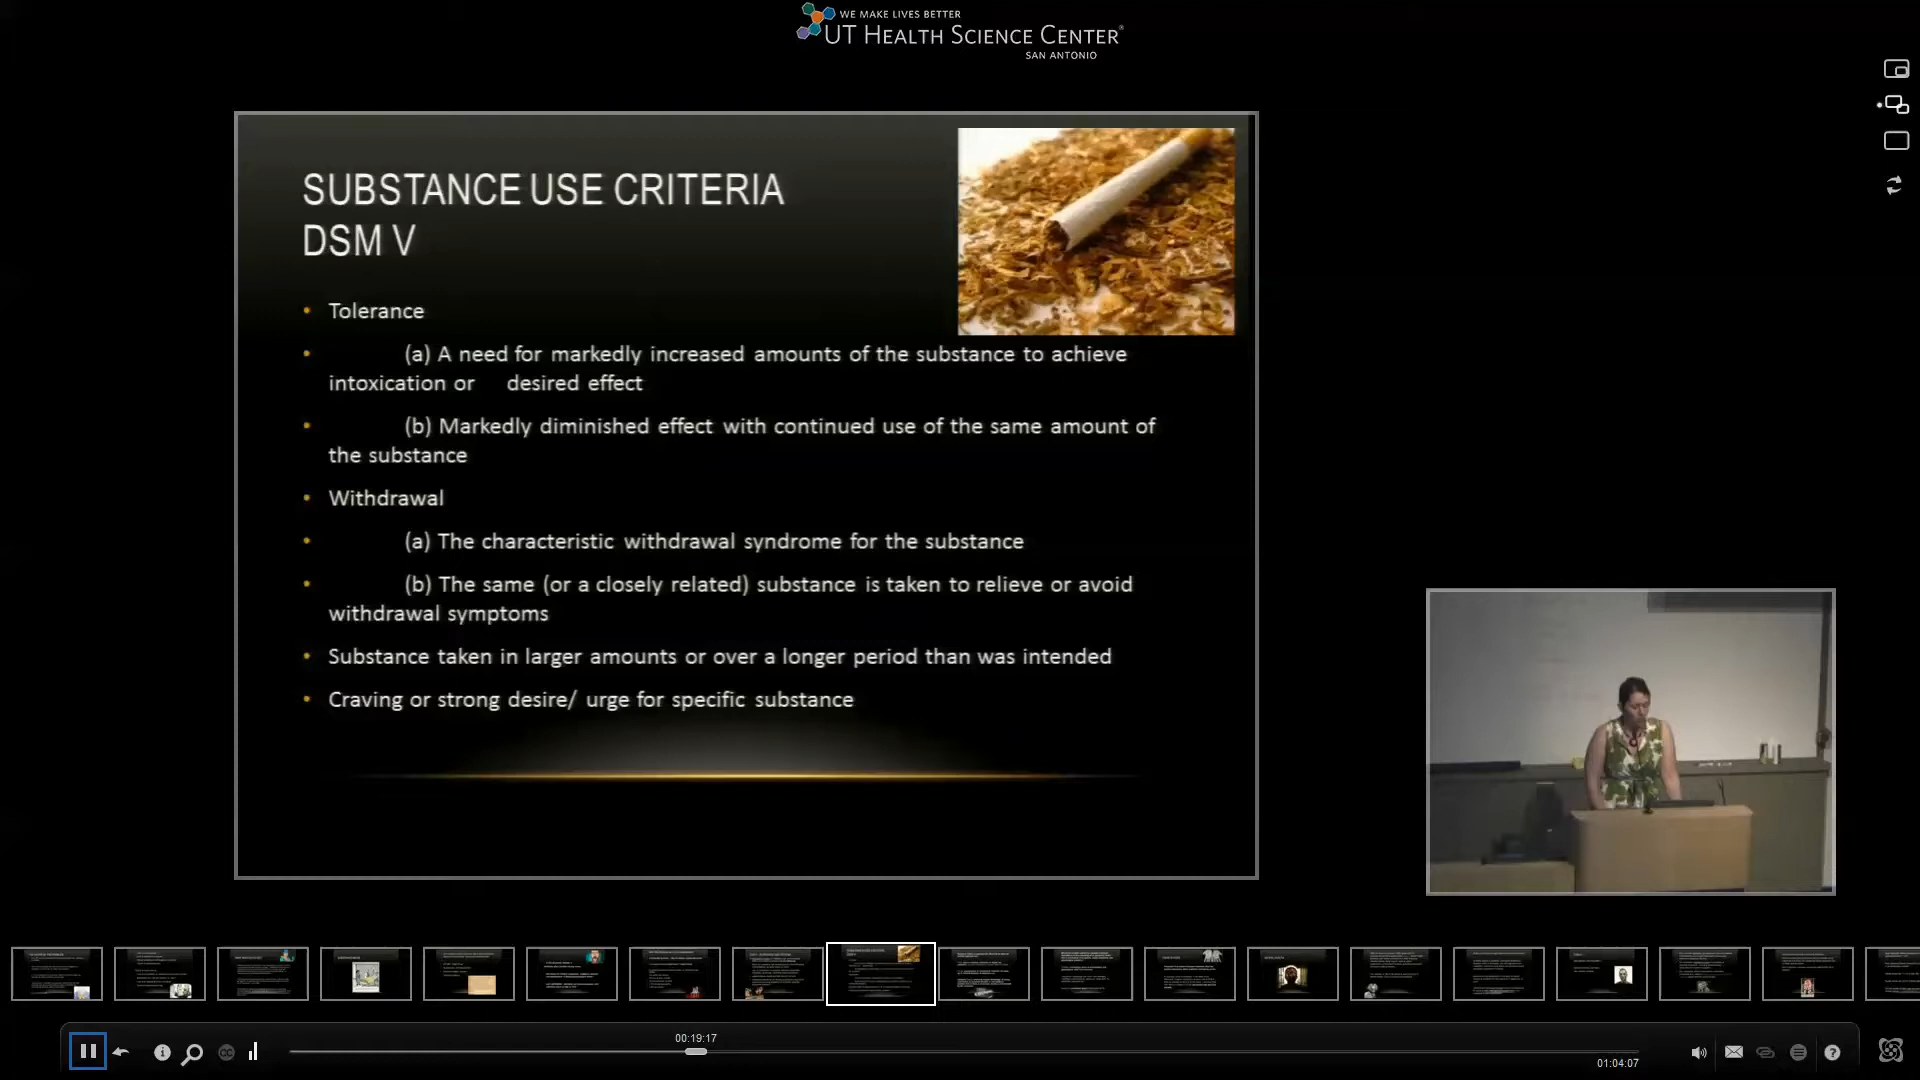 WE MAKE LIVES BETTER
UT HEALTH SCIENCE CENTER®
SAN ANTONIO
SUBSTANCE USE CRITERIA
DSM V
• Tolerance
• (a) A need for markedly increased amounts of the substance to achieve
intoxication or desired effect
• (b) Markedly diminished effect with continued use of the same amount of
the substance
• Withdrawal
• (a) The characteristic withdrawal syndrome for the substance
• (b) The same (or a closely related) substance is taken to relieve or avoid
withdrawal symptoms
• Substance taken in larger amounts or over a longer period than was intended
• Craving or strong desire/ urge for specific substance
00:19:17
01:04:07